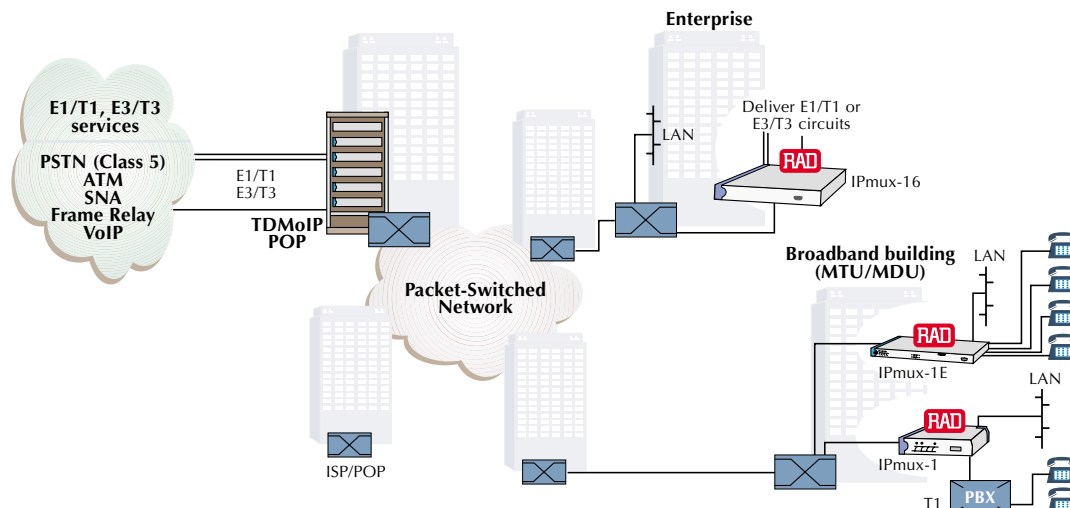 Enterprise
E1/T1, E3/T3
services
PSTN (Class 5)
ATM
SNA
Frame Relay
VoIP
E1/T1
E3/T3
TDMoIP
POP
LAN
Deliver E1/T1 or
E3/T3 circuits
RAD
IPmux-16
Packet-Switched
Network
Broadband building
(MTU/MDU)
LAN
RAD
IPmux-1E
LAN
RAD
IPmux-1
ISP/POP
T1
PBX